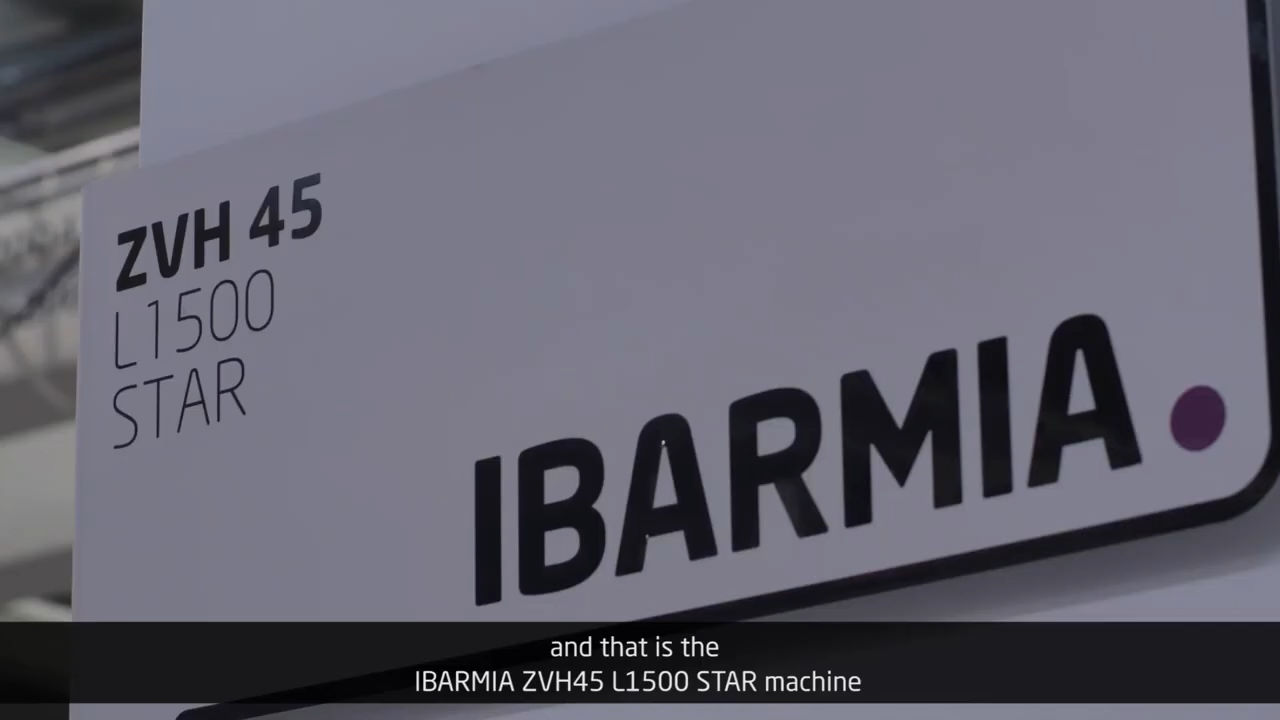 ZVH 45
L1500
STAR
IBARMIA.
and that is the
IBARMIA ZVH45 L1500 STAR machine